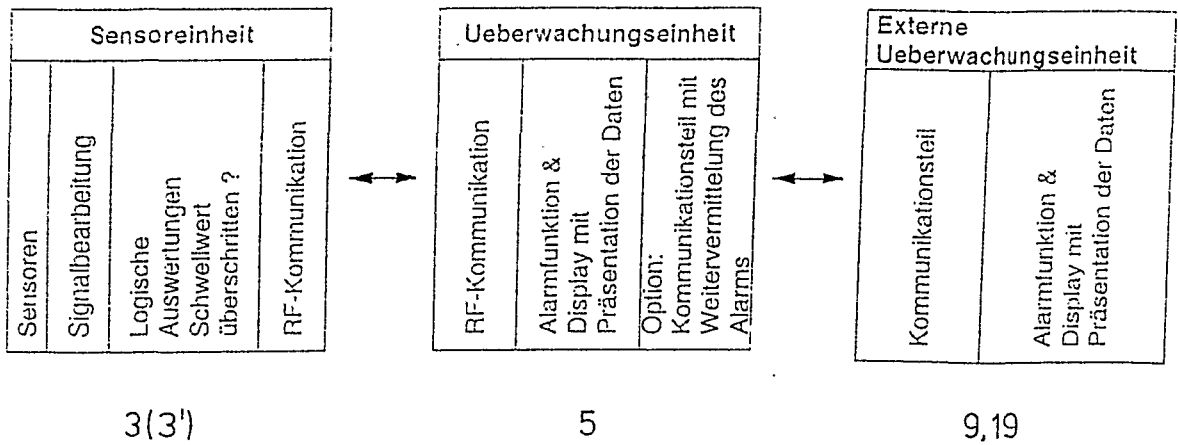 Sensoreinheit
Sensoren
Signalbearbeitung
Logische
Auswertungen
Schwellwert
überschritten ?
RF-Kommunikation
Ueberwachungseinheit
RF-Kommunikation
Alarmfunktion &
Display mit
Präsentation der Daten
Option:
Kommunikationsteil mit
Weitervermittelung des
Alarms
Externe
Ueberwachungseinheit
Kommunikationsteil
Alarmfunktion &
Display mit
Präsentation der Daten
3(3')
5
9,19